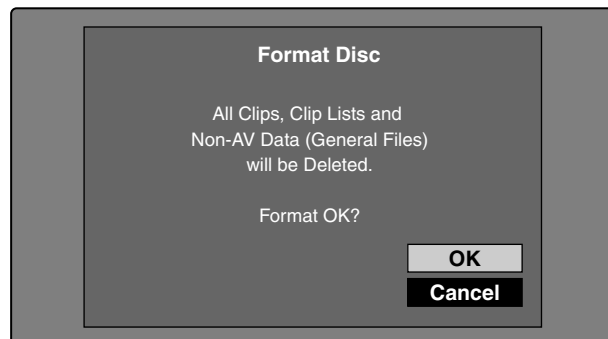 Format Disc
All Clips, Clip Lists and
Non-AV Data (General Files)
will be Deleted.
Format OK?
OK
Cancel